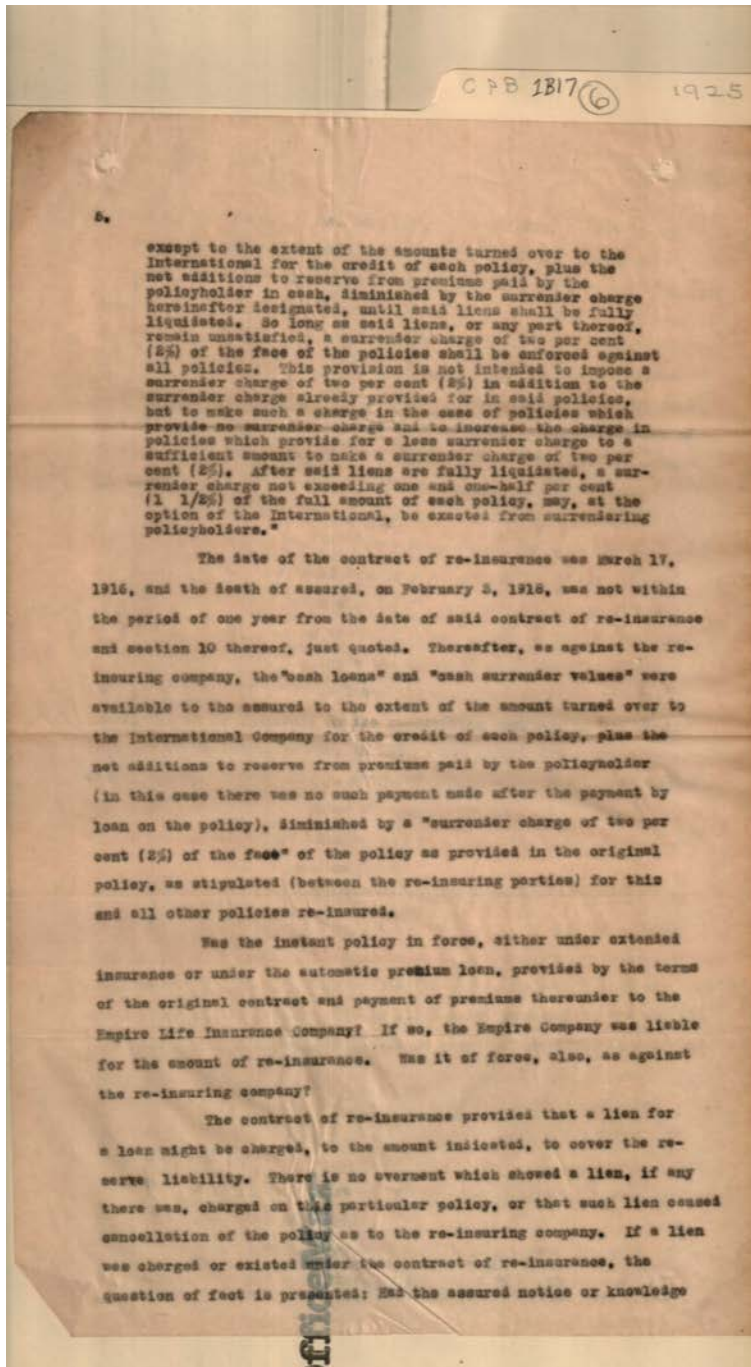 CPB 1B17 6 1925
5.
except to the extent of the amounts turned over to the
International for the credit of each policy, plus the
net additions to reserve from premiums paid by the
policyholder in cash, diminished by the surrender charge
hereinafter designated, until said liens shall be fully
liquidated. So long as said liens, or any part thereof,
remain unsatisfied, a surrender charge of two per cent
(2%) of the face of the policies shall be enforced against
all policies. This provision is not intended to impose a
surrender charge of two per cent (2%) in addition to the
surrender charge already provided for in said policies,
but to make such a charge in the case of policies which
provide no surrender charge and to increase the charge in
policies which provide for a less surrender charge to a
sufficient amount to make a surrender charge of two per
cent (2%). After said liens are fully liquidated, a sur-
render charge not exceeding one and one-half per cent
(1 1/2%) of the full amount of each policy, may, at the
option of the International, be exacted from surrendering
policyholders."
The date of the contract of re-insurance was March 17,
1916, and the death of assured, on February 5, 1918, was not within
the period of one year from the date of said contract of re-insurance
and section 10 thereof, just quoted. Thereafter, as against the re-
insuring company, the "cash loans" and "cash surrender values" were
available to the assured to the extent of the amount turned over to
the International Company for the credit of each policy, plus the
net additions to reserve from premiums paid by the policyholder
(in this case there was no such payment made after the payment by
loan on the policy), diminished by a "surrender charge of two per
cent (2%) of the face" of the policy as provided in the original
policy, as stipulated (between the re-insuring parties) for this
and all other policies re-insured.
Was the instant policy in force, either under extended
insurance or under the automatic premium loan, provided by the terms
of the original contract and payment of premiums thereunder to the
Empire Life Insurance Company? If so, the Empire Company was liable
for the amount of re-insurance. Was it of force, also, as against
the re-insuring company?
The contract of re-insurance provided that a lien for
a loan might be charged, to the amount indicated, to cover the re-
serve liability. There is no averment which showed a lien, if any
there was, charged on this particular policy, or that such lien caused
cancellation of the policy as to the re-insuring company. If a lien
was charged or existed under the contract of re-insurance, the
question of fact is presented: Had the assured notice or knowledge
officeMax